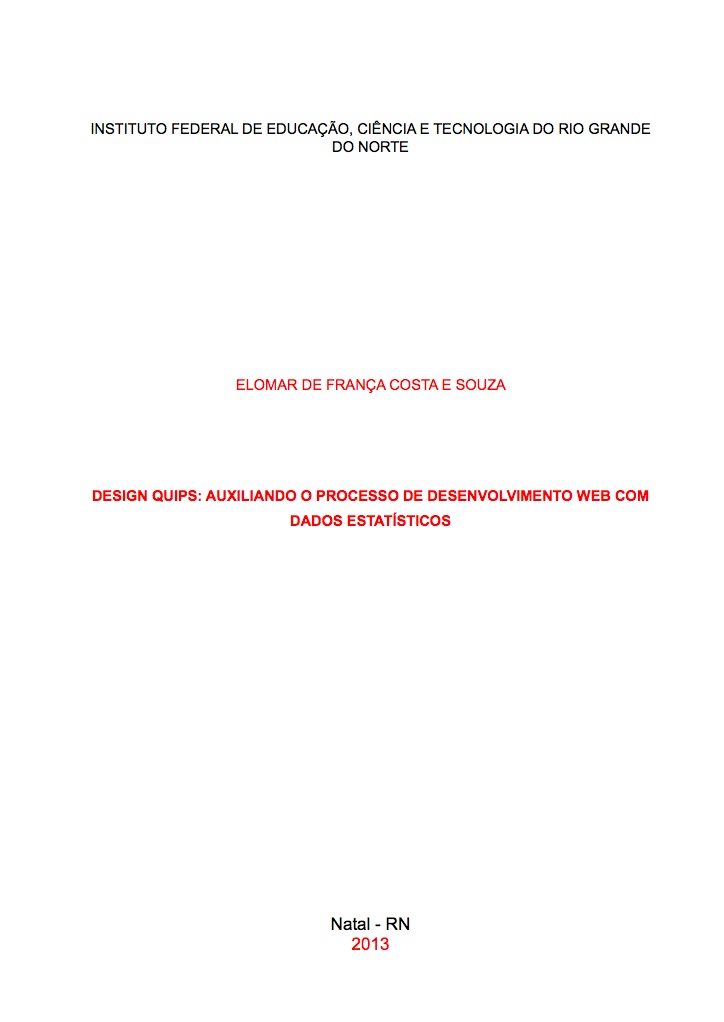 INSTITUTO FEDERAL DE EDUCAÇÃO, CIÊNCIA E TECNOLOGIA DO RIO GRANDE
DO NORTE
ELOMAR DE FRANÇA COSTA E SOUZA
DESIGN QUIPS: AUXILIANDO O PROCESSO DE DESENVOLVIMENTO WEB COM
DADOS ESTATÍSTICOS
Natal - RN
2013